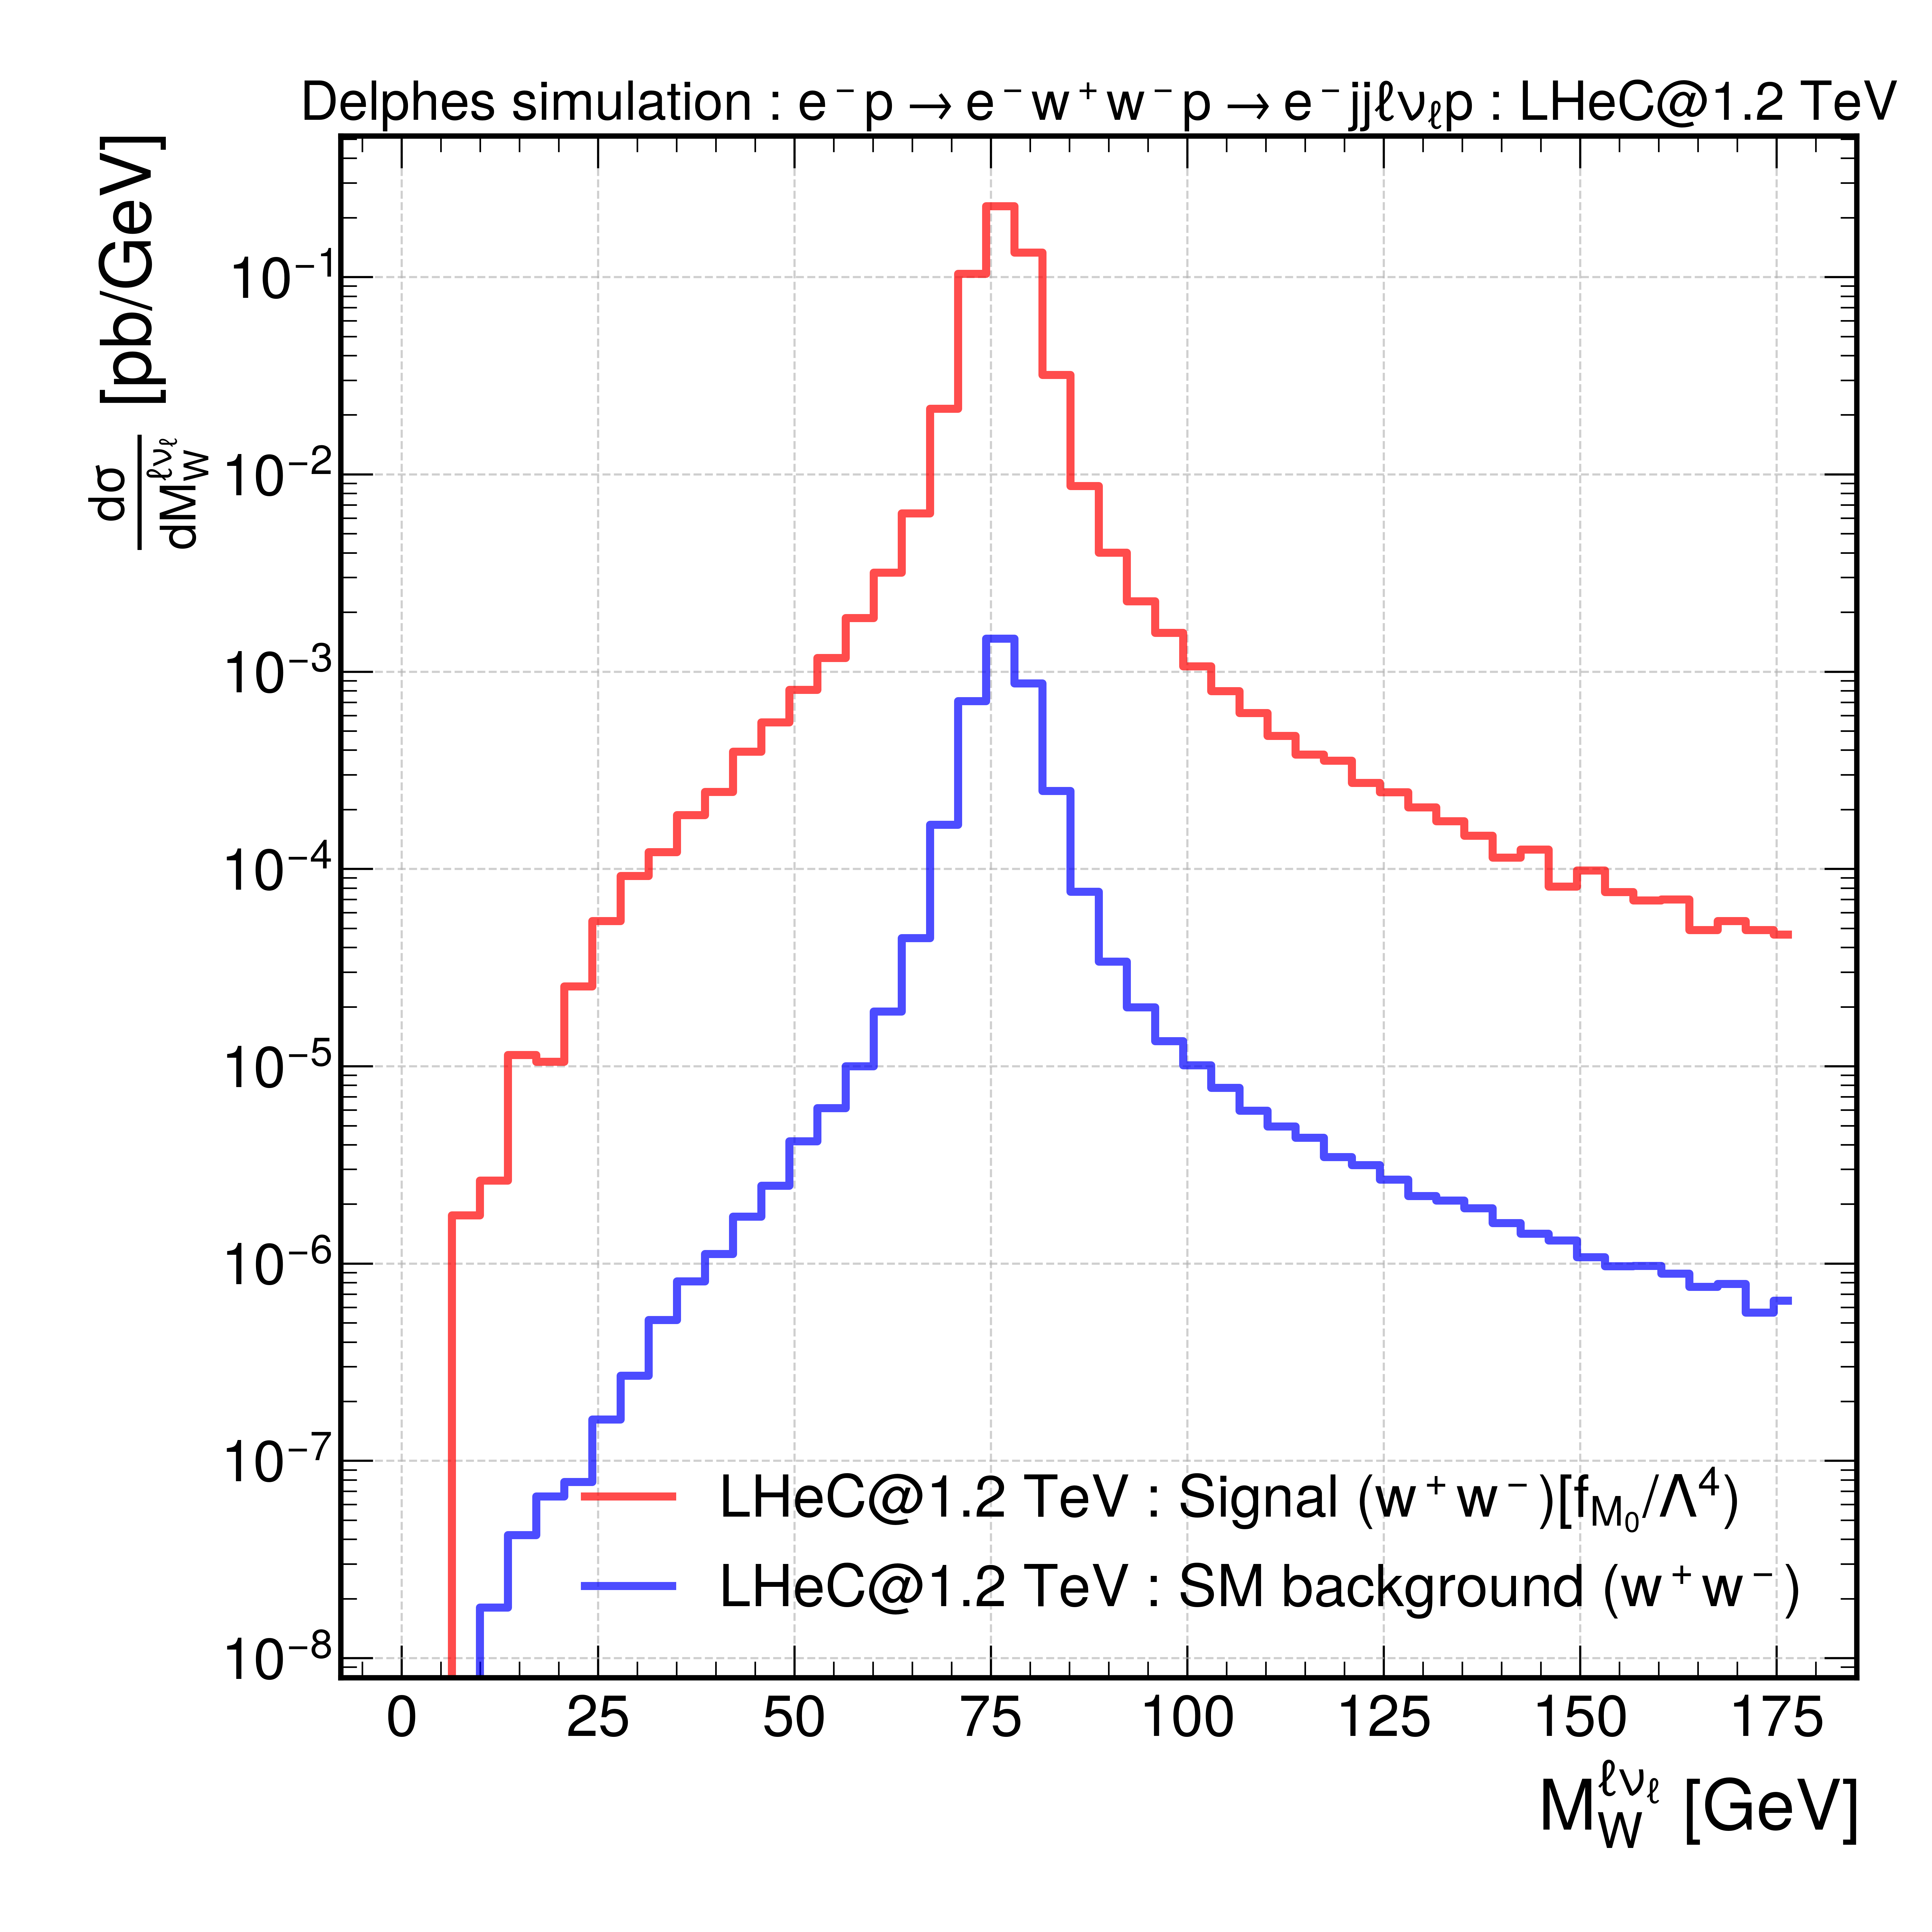 Delphes simulation : e⁻p → e⁻w⁺w⁻p → e⁻jjℓν_ℓp : LHeC@1.2 TeV
dσ/dM_W^{ℓν_ℓ} [pb/GeV]
10⁻¹
10⁻²
10⁻³
10⁻⁴
10⁻⁵
10⁻⁶
10⁻⁷
10⁻⁸
LHeC@1.2 TeV : Signal (w⁺w⁻)[f_{M₀}/Λ⁴)
LHeC@1.2 TeV : SM background (w⁺w⁻)
0 25 50 75 100 125 150 175
M_W^{ℓν_ℓ} [GeV]